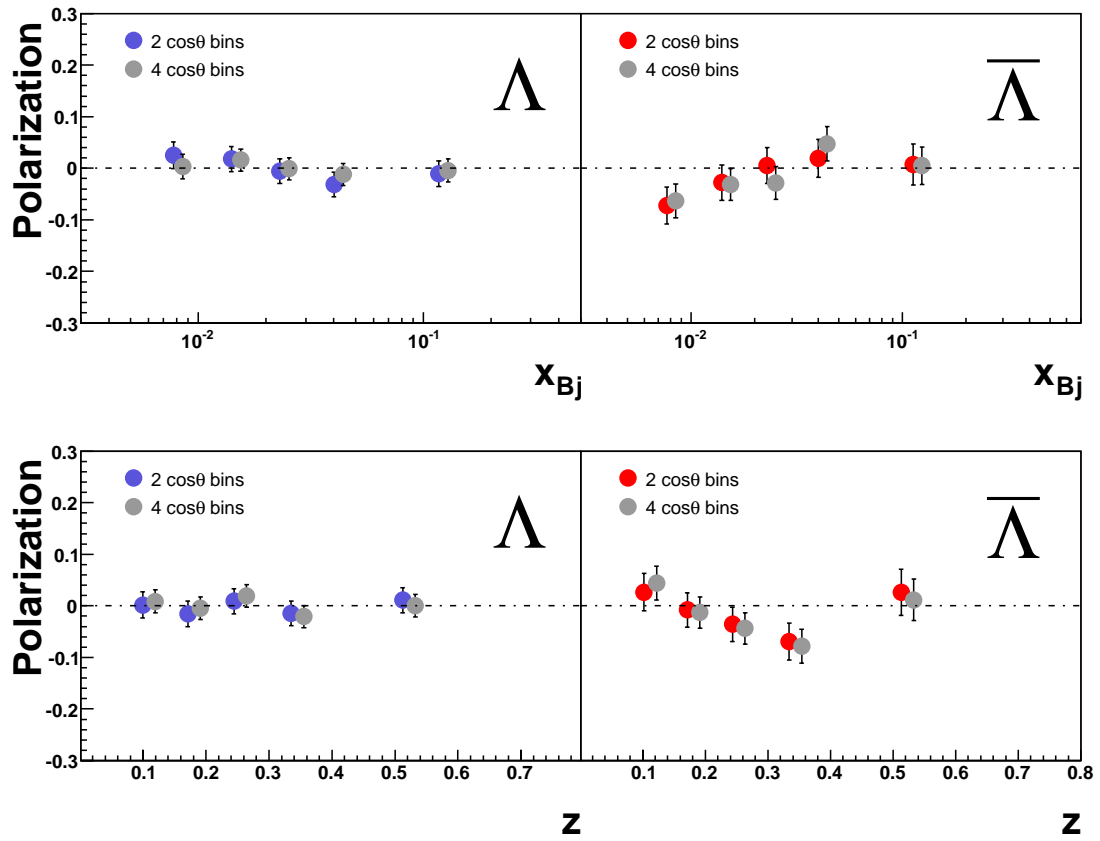 Polarization
0.3
0.2
0.1
0
-0.1
-0.2
-0.3
2 cosθ bins
4 cosθ bins
Λ
10⁻²
10⁻¹
x_Bj
2 cosθ bins
4 cosθ bins
Λ̅
10⁻²
10⁻¹
x_Bj
Polarization
0.3
0.2
0.1
0
-0.1
-0.2
-0.3
2 cosθ bins
4 cosθ bins
Λ
0.1 0.2 0.3 0.4 0.5 0.6 0.7
z
2 cosθ bins
4 cosθ bins
Λ̅
0.1 0.2 0.3 0.4 0.5 0.6 0.7 0.8
z